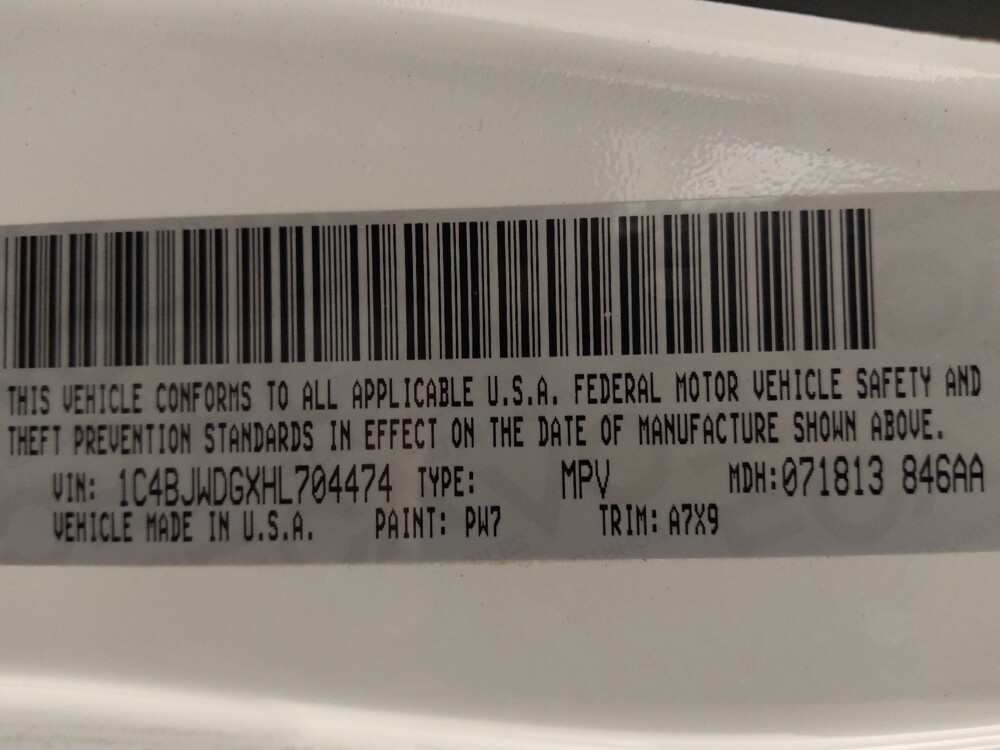 THIS VEHICLE CONFORMS TO ALL APPLICABLE U.S.A. FEDERAL MOTOR VEHICLE SAFETY AND
THEFT PREVENTION STANDARDS IN EFFECT ON THE DATE OF MANUFACTURE SHOWN ABOVE.
VIN: 1C4BJWDGXHL704474 TYPE: MPV MDH:071813 846AA
VEHICLE MADE IN U.S.A. PAINT: PW7 TRIM: A7X9